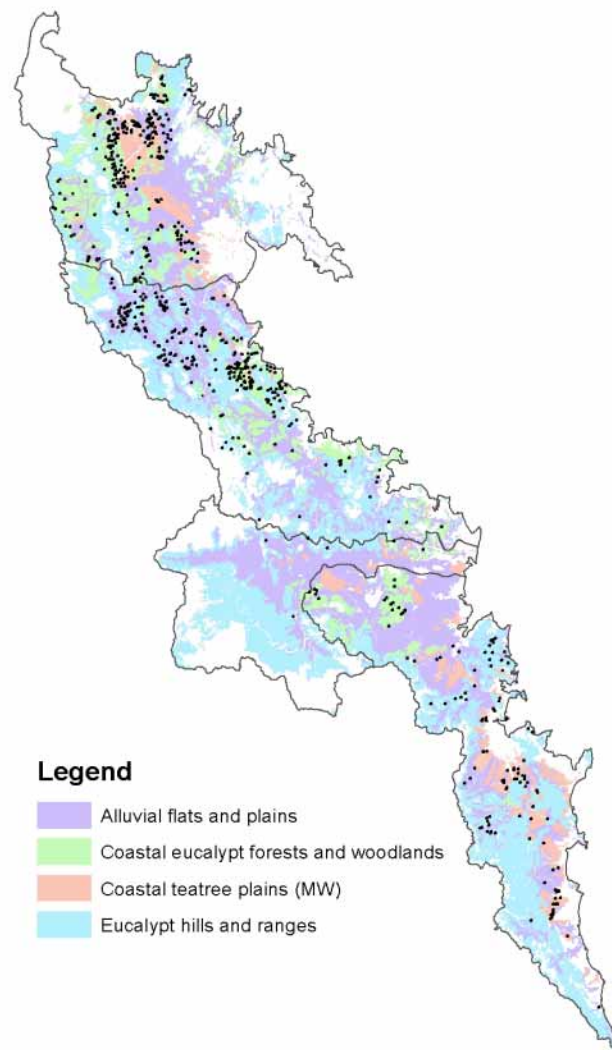 Legend
Alluvial flats and plains
Coastal eucalypt forests and woodlands
Coastal teatree plains (MW)
Eucalypt hills and ranges